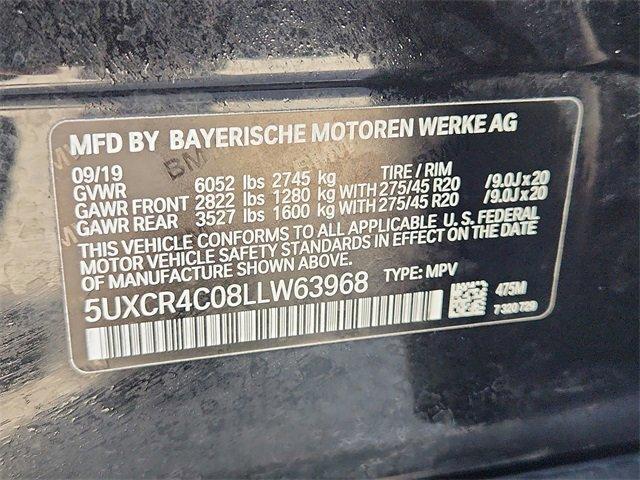 MFD BY BAYERISCHE MOTOREN WERKE AG
09/19 TIRE / RIM
GVWR 6052 lbs 2745 kg
GAWR FRONT 2822 lbs 1280 kg WITH 275/45 R20 /9.0J x 20
GAWR REAR 3527 lbs 1600 kg WITH 275/45 R20 /9.0J x 20
THIS VEHICLE CONFORMS TO ALL APPLICABLE U.S. FEDERAL
MOTOR VEHICLE SAFETY STANDARDS IN EFFECT ON THE DATE
OF MANUFACTURE SHOWN ABOVE.
5UXCR4C08LLW63968 TYPE: MPV 475M
7 320 729